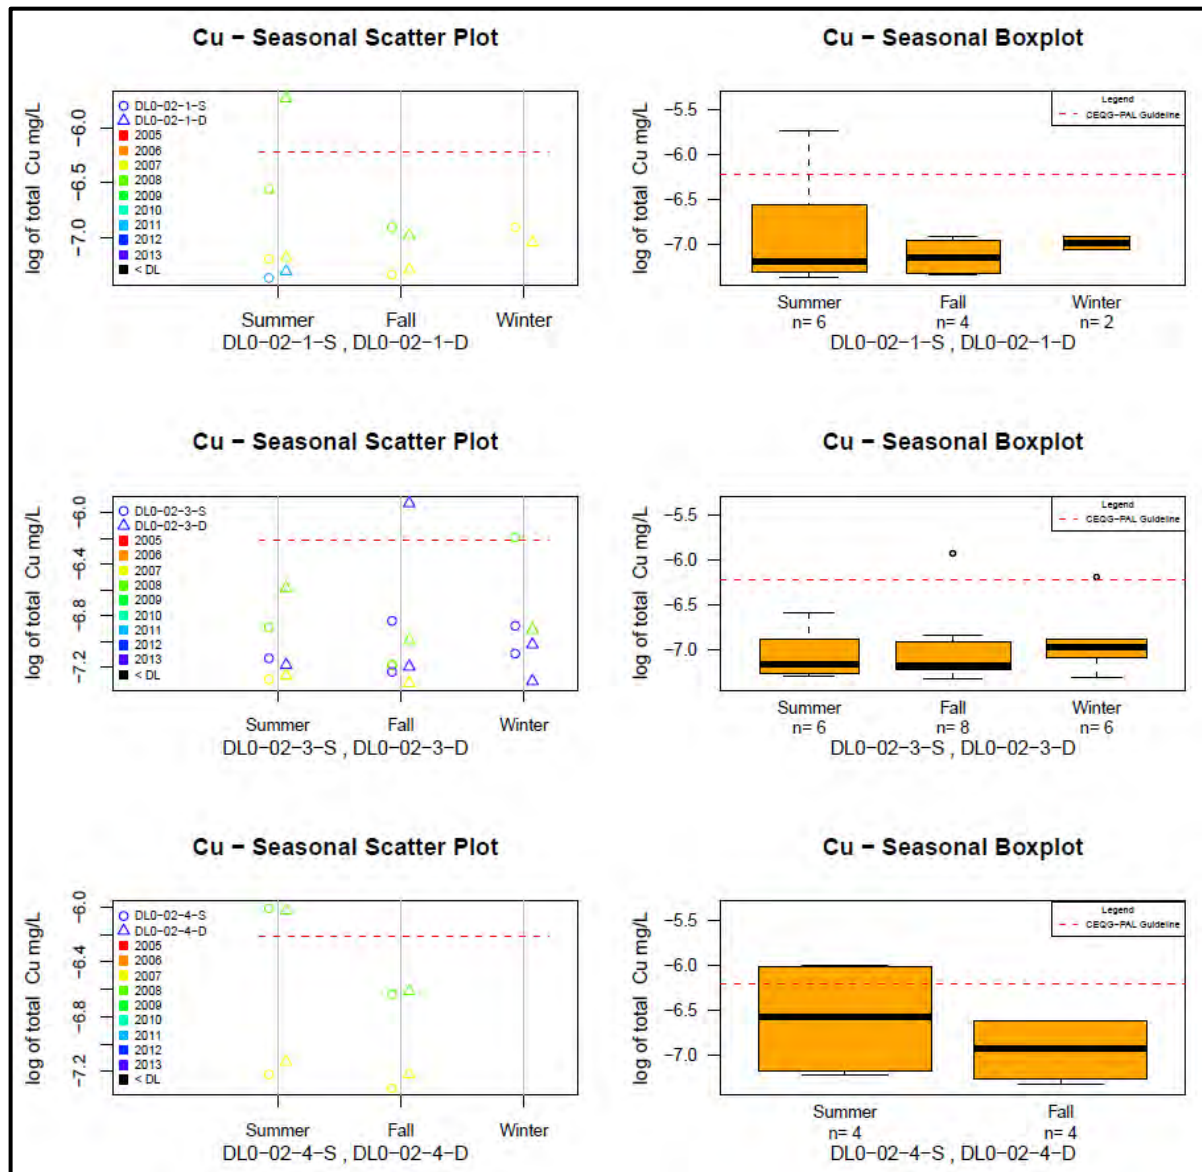 Cu − Seasonal Scatter Plot
log of total Cu mg/L
−6.0
−6.5
−7.0
DL0−02−1−S
DL0−02−1−D
2005
2006
2007
2008
2009
2010
2011
2012
2013
< DL
Summer Fall Winter
DL0−02−1−S , DL0−02−1−D
Cu − Seasonal Boxplot
log of total Cu mg/L
−5.5
−6.0
−6.5
−7.0
Legend
CEQG−PAL Guideline
Summer Fall Winter
n= 6 n= 4 n= 2
DL0−02−1−S , DL0−02−1−D
Cu − Seasonal Scatter Plot
log of total Cu mg/L
−6.0
−6.4
−6.8
−7.2
DL0−02−3−S
DL0−02−3−D
2005
2006
2007
2008
2009
2010
2011
2012
2013
< DL
Summer Fall Winter
DL0−02−3−S , DL0−02−3−D
Cu − Seasonal Boxplot
log of total Cu mg/L
−5.5
−6.0
−6.5
−7.0
Legend
CEQG−PAL Guideline
Summer Fall Winter
n= 6 n= 8 n= 6
DL0−02−3−S , DL0−02−3−D
Cu − Seasonal Scatter Plot
log of total Cu mg/L
−6.0
−6.4
−6.8
−7.2
DL0−02−4−S
DL0−02−4−D
2005
2006
2007
2008
2009
2010
2011
2012
2013
< DL
Summer Fall Winter
DL0−02−4−S , DL0−02−4−D
Cu − Seasonal Boxplot
log of total Cu mg/L
−5.5
−6.0
−6.5
−7.0
Legend
CEQG−PAL Guideline
Summer Fall
n= 4 n= 4
DL0−02−4−S , DL0−02−4−D